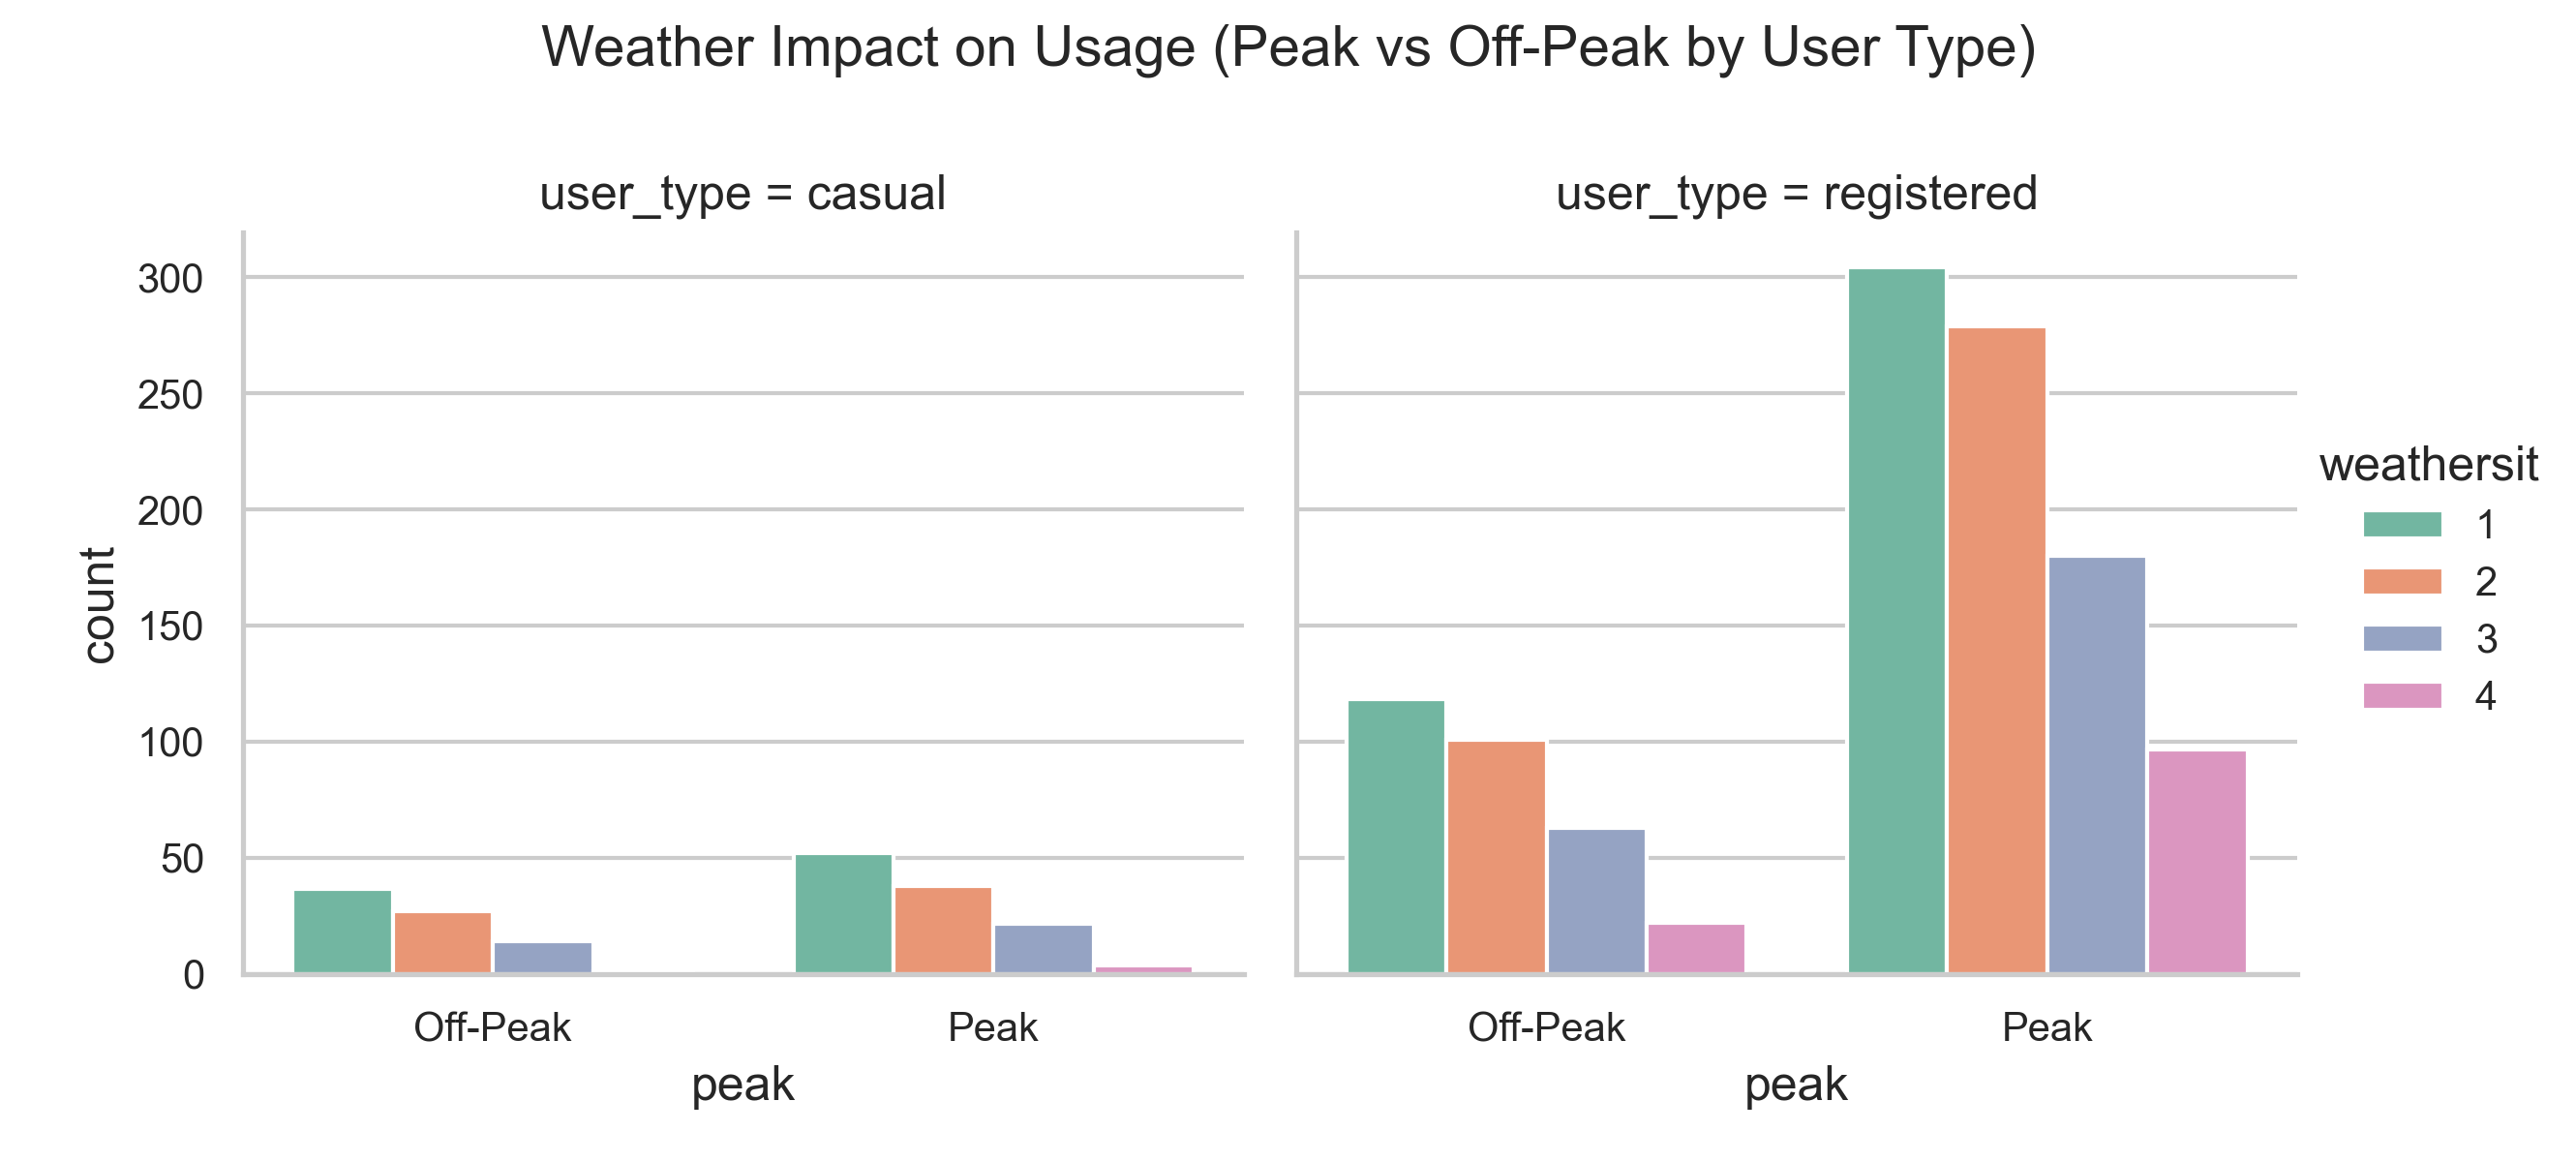 Weather Impact on Usage (Peak vs Off-Peak by User Type)
user_type = casual
user_type = registered
300
250
200
150
100
50
0
count
Off-Peak
Peak
peak
Off-Peak
Peak
peak
weathersit
1
2
3
4